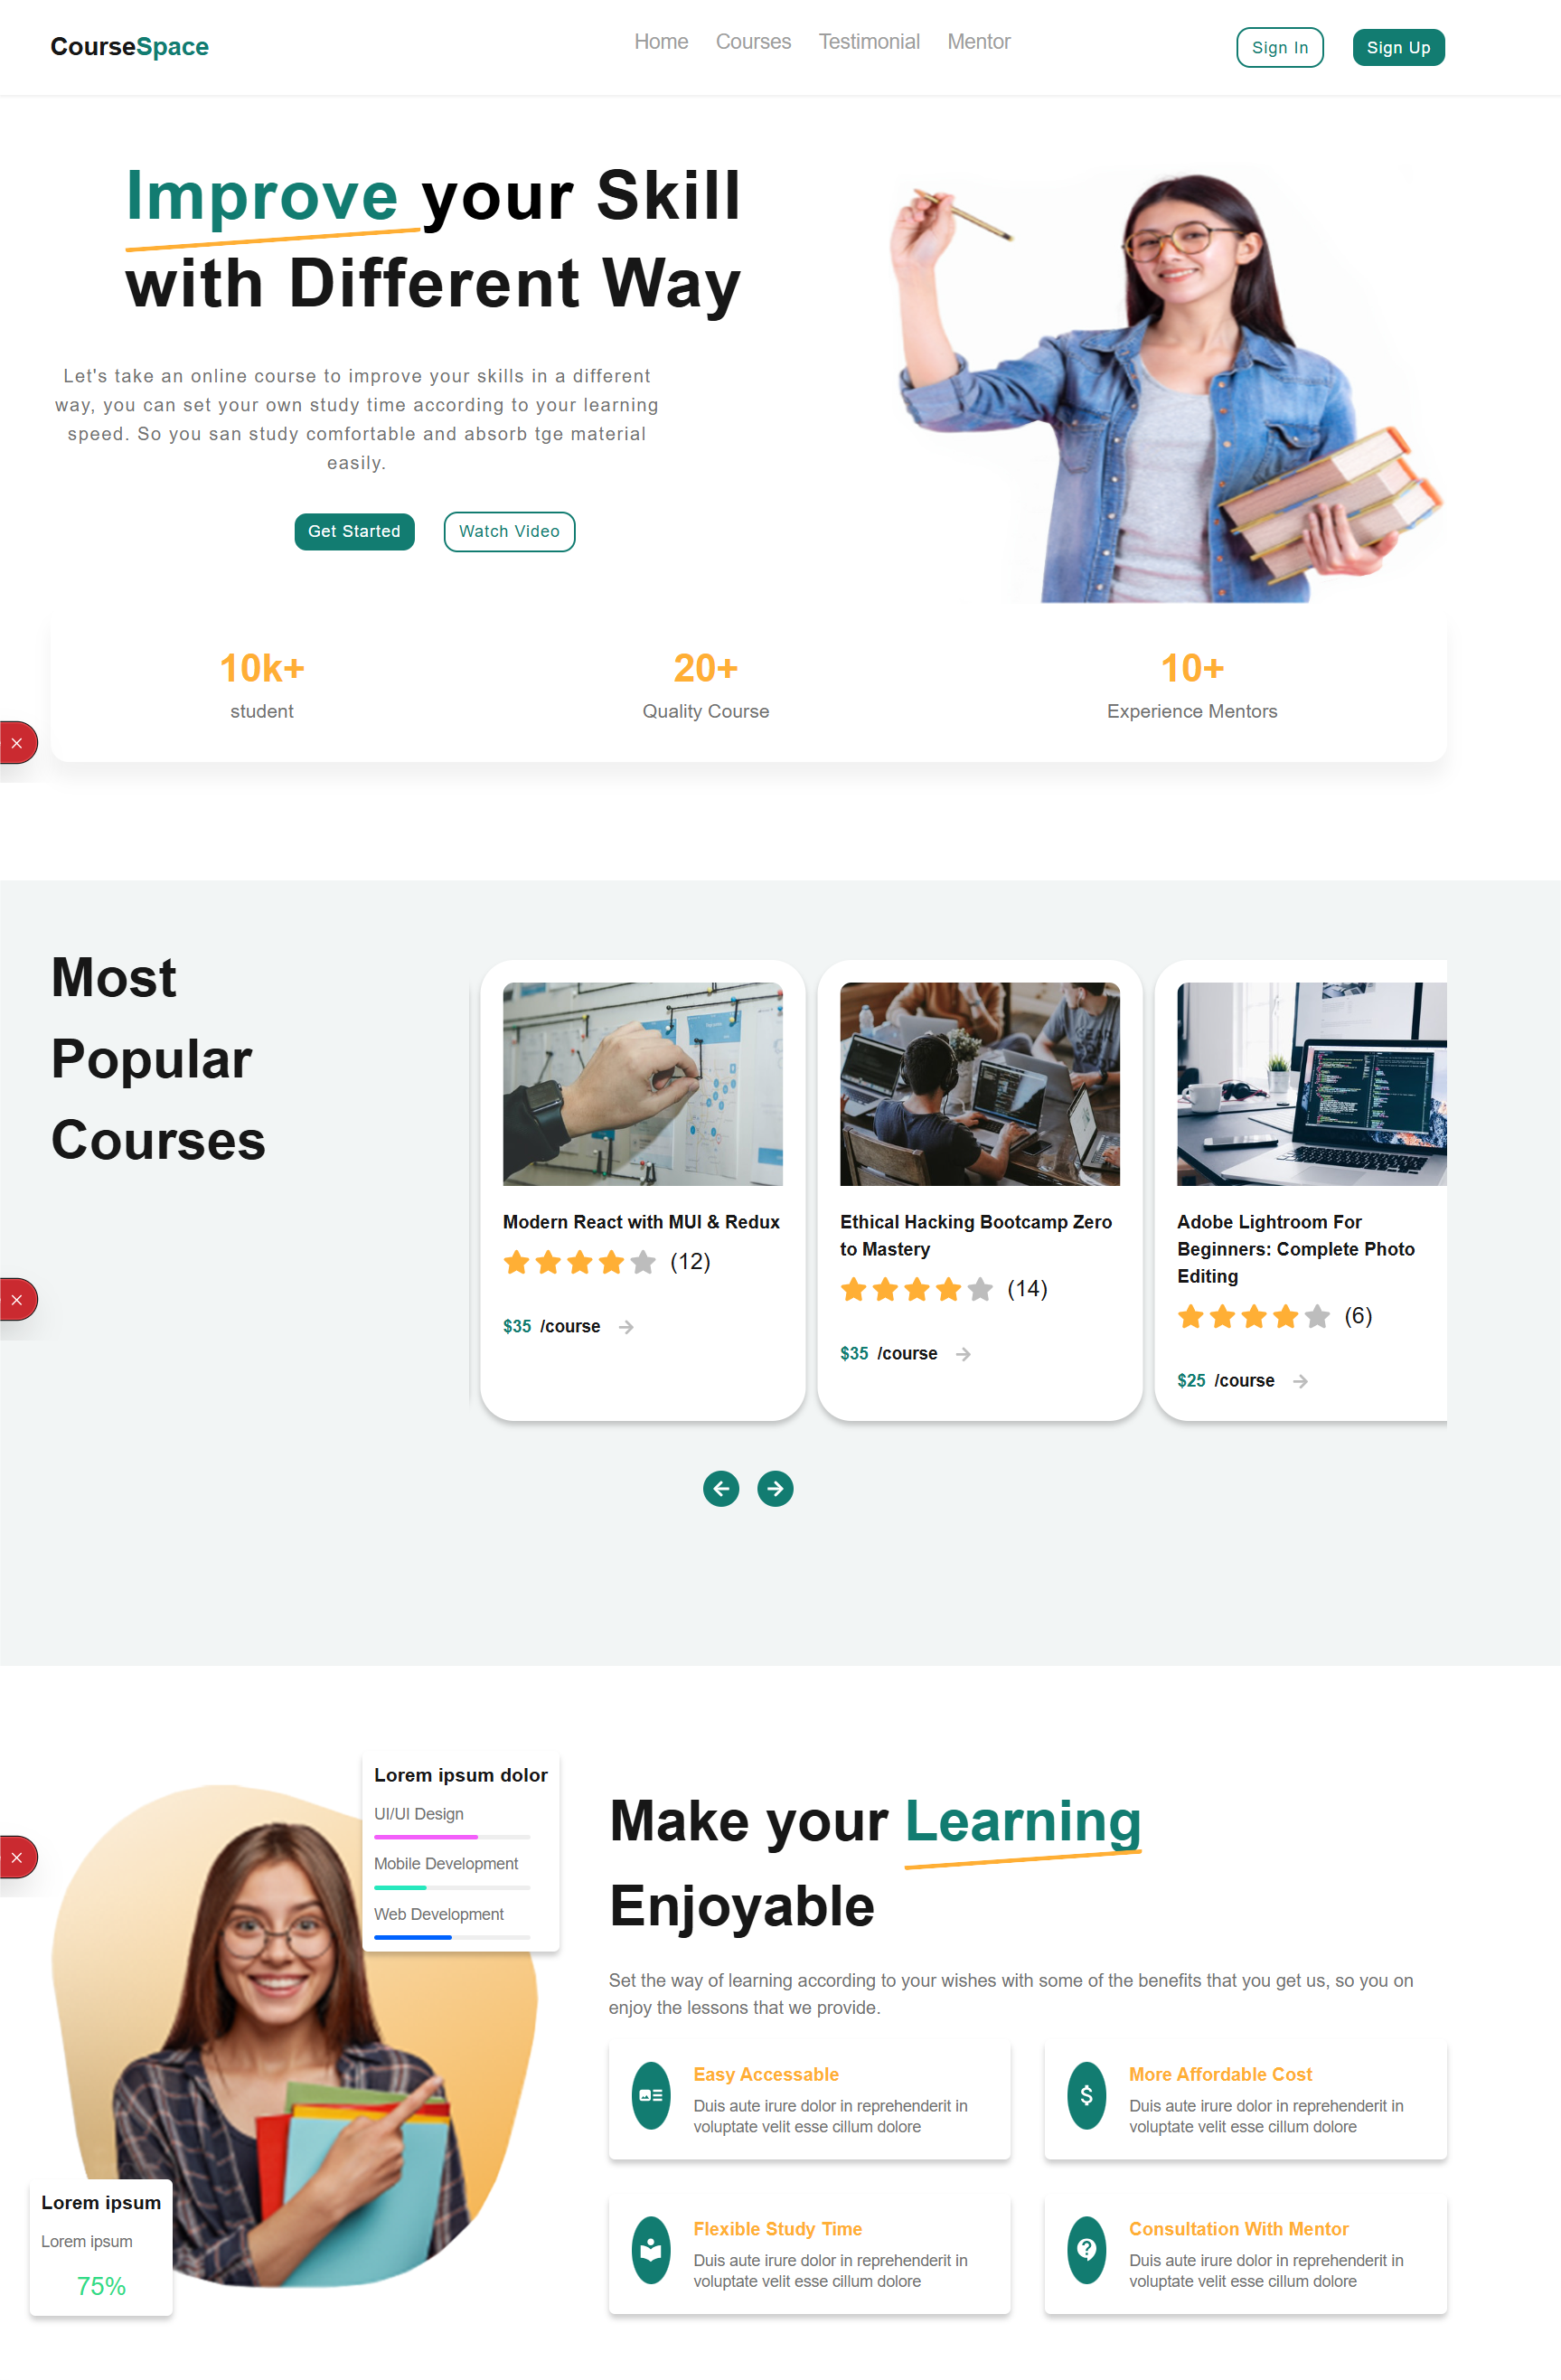 CourseSpace
Home Courses Testimonial Mentor
Sign In Sign Up
Improve your Skill
with Different Way
Let's take an online course to improve your skills in a different
way, you can set your own study time according to your learning
speed. So you san study comfortable and absorb tge material
easily.
Get Started Watch Video
10k+
student
20+
Quality Course
10+
Experience Mentors
Most
Popular
Courses
Modern React with MUI & Redux
(12)
$35 /course
Ethical Hacking Bootcamp Zero
to Mastery
(14)
$35 /course
Adobe Lightroom For
Beginners: Complete Photo
Editing
(6)
$25 /course
Lorem ipsum dolor
UI/UI Design
Mobile Development
Web Development
Lorem ipsum
Lorem ipsum
75%
Make your Learning
Enjoyable
Set the way of learning according to your wishes with some of the benefits that you get us, so you on
enjoy the lessons that we provide.
Easy Accessable
Duis aute irure dolor in reprehenderit in
voluptate velit esse cillum dolore
More Affordable Cost
Duis aute irure dolor in reprehenderit in
voluptate velit esse cillum dolore
Flexible Study Time
Duis aute irure dolor in reprehenderit in
voluptate velit esse cillum dolore
Consultation With Mentor
Duis aute irure dolor in reprehenderit in
voluptate velit esse cillum dolore